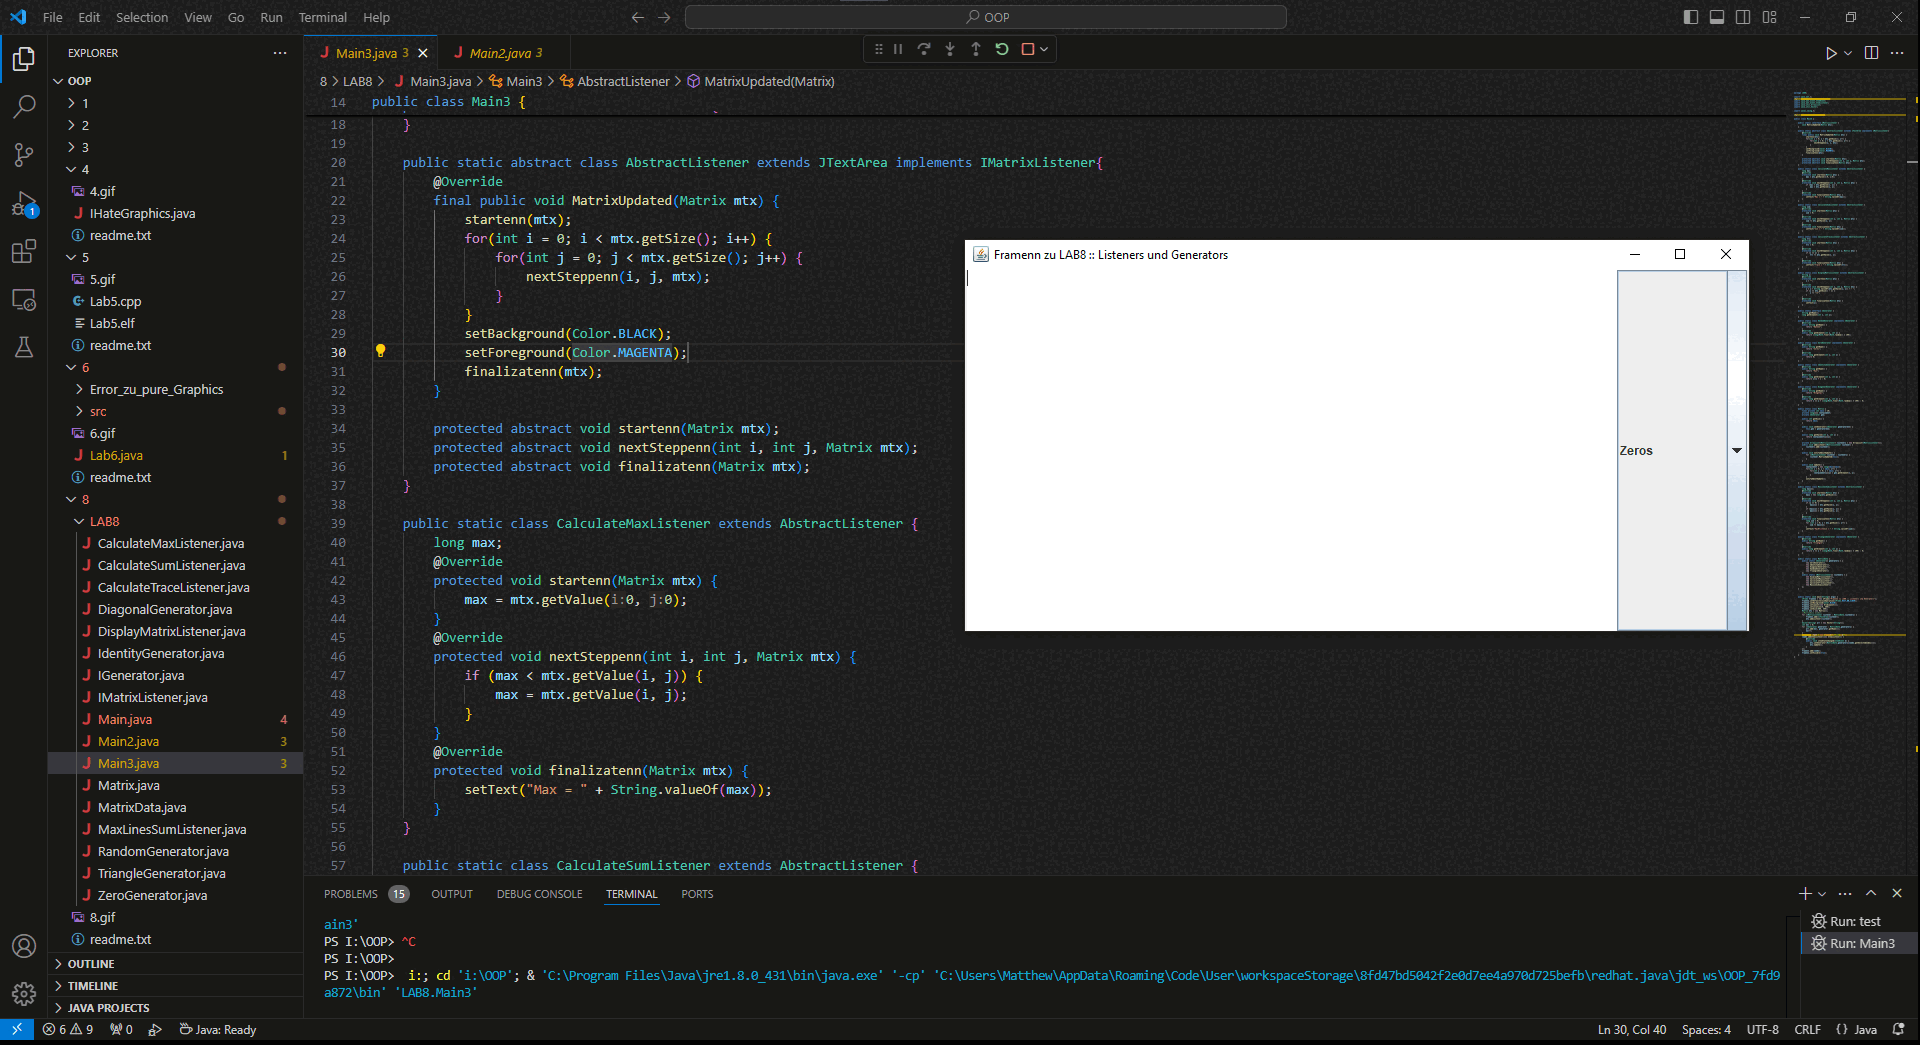 File Edit Selection View Go Run Terminal Help
OOP
EXPLORER
OOP
1
2
3
4
4.gif
IHateGraphics.java
readme.txt
5
5.gif
Lab5.cpp
Lab5.elf
readme.txt
6
Error_zu_pure_Graphics
src
6.gif
Lab6.java 1
readme.txt
8
LAB8
CalculateMaxListener.java
CalculateSumListener.java
CalculateTraceListener.java
DiagonalGenerator.java
DisplayMatrixListener.java
IdentityGenerator.java
IGenerator.java
IMatrixListener.java
Main.java 4
Main2.java 3
Main3.java 3
Matrix.java
MatrixData.java
MaxLinesSumListener.java
RandomGenerator.java
TriangleGenerator.java
ZeroGenerator.java
8.gif
readme.txt
OUTLINE
TIMELINE
JAVA PROJECTS
1
Main3.java 3
Main2.java 3
8 > LAB8 > Main3.java > Main3 > AbstractListener > MatrixUpdated(Matrix)
14 public class Main3 {
18 }
19
20 public static abstract class AbstractListener extends JTextArea implements IMatrixListener{
21 @Override
22 final public void MatrixUpdated(Matrix mtx) {
23 startenn(mtx);
24 for(int i = 0; i < mtx.getSize(); i++) {
25 for(int j = 0; j < mtx.getSize(); j++) {
26 nextSteppenn(i, j, mtx);
27 }
28 }
29 setBackground(Color.BLACK);
30 setForeground(Color.MAGENTA);
31 finalizatenn(mtx);
32 }
33
34 protected abstract void startenn(Matrix mtx);
35 protected abstract void nextSteppenn(int i, int j, Matrix mtx);
36 protected abstract void finalizatenn(Matrix mtx);
37 }
38
39 public static class CalculateMaxListener extends AbstractListener {
40 long max;
41 @Override
42 protected void startenn(Matrix mtx) {
43 max = mtx.getValue(i:0, j:0);
44 }
45 @Override
46 protected void nextSteppenn(int i, int j, Matrix mtx) {
47 if (max < mtx.getValue(i, j)) {
48 max = mtx.getValue(i, j);
49 }
50 }
51 @Override
52 protected void finalizatenn(Matrix mtx) {
53 setText("Max = " + String.valueOf(max));
54 }
55 }
56
57 public static class CalculateSumListener extends AbstractListener {
Framenn zu LAB8 :: Listeners und Generators
Zeros
PROBLEMS 15 OUTPUT DEBUG CONSOLE TERMINAL PORTS
ain3'
PS I:\OOP> ^C
PS I:\OOP>
PS I:\OOP> i:; cd 'i:\OOP'; & 'C:\Program Files\Java\jre1.8.0_431\bin\java.exe' '-cp' 'C:\Users\Matthew\AppData\Roaming\Code\User\workspaceStorage\8fd47bd5042f2e0d7ee4a970d725befb\redhat.java\jdt_ws\OOP_7fd9
a872\bin' 'LAB8.Main3'
Run: test
Run: Main3
6 9 0 Java: Ready
Ln 30, Col 40 Spaces: 4 UTF-8 CRLF {} Java